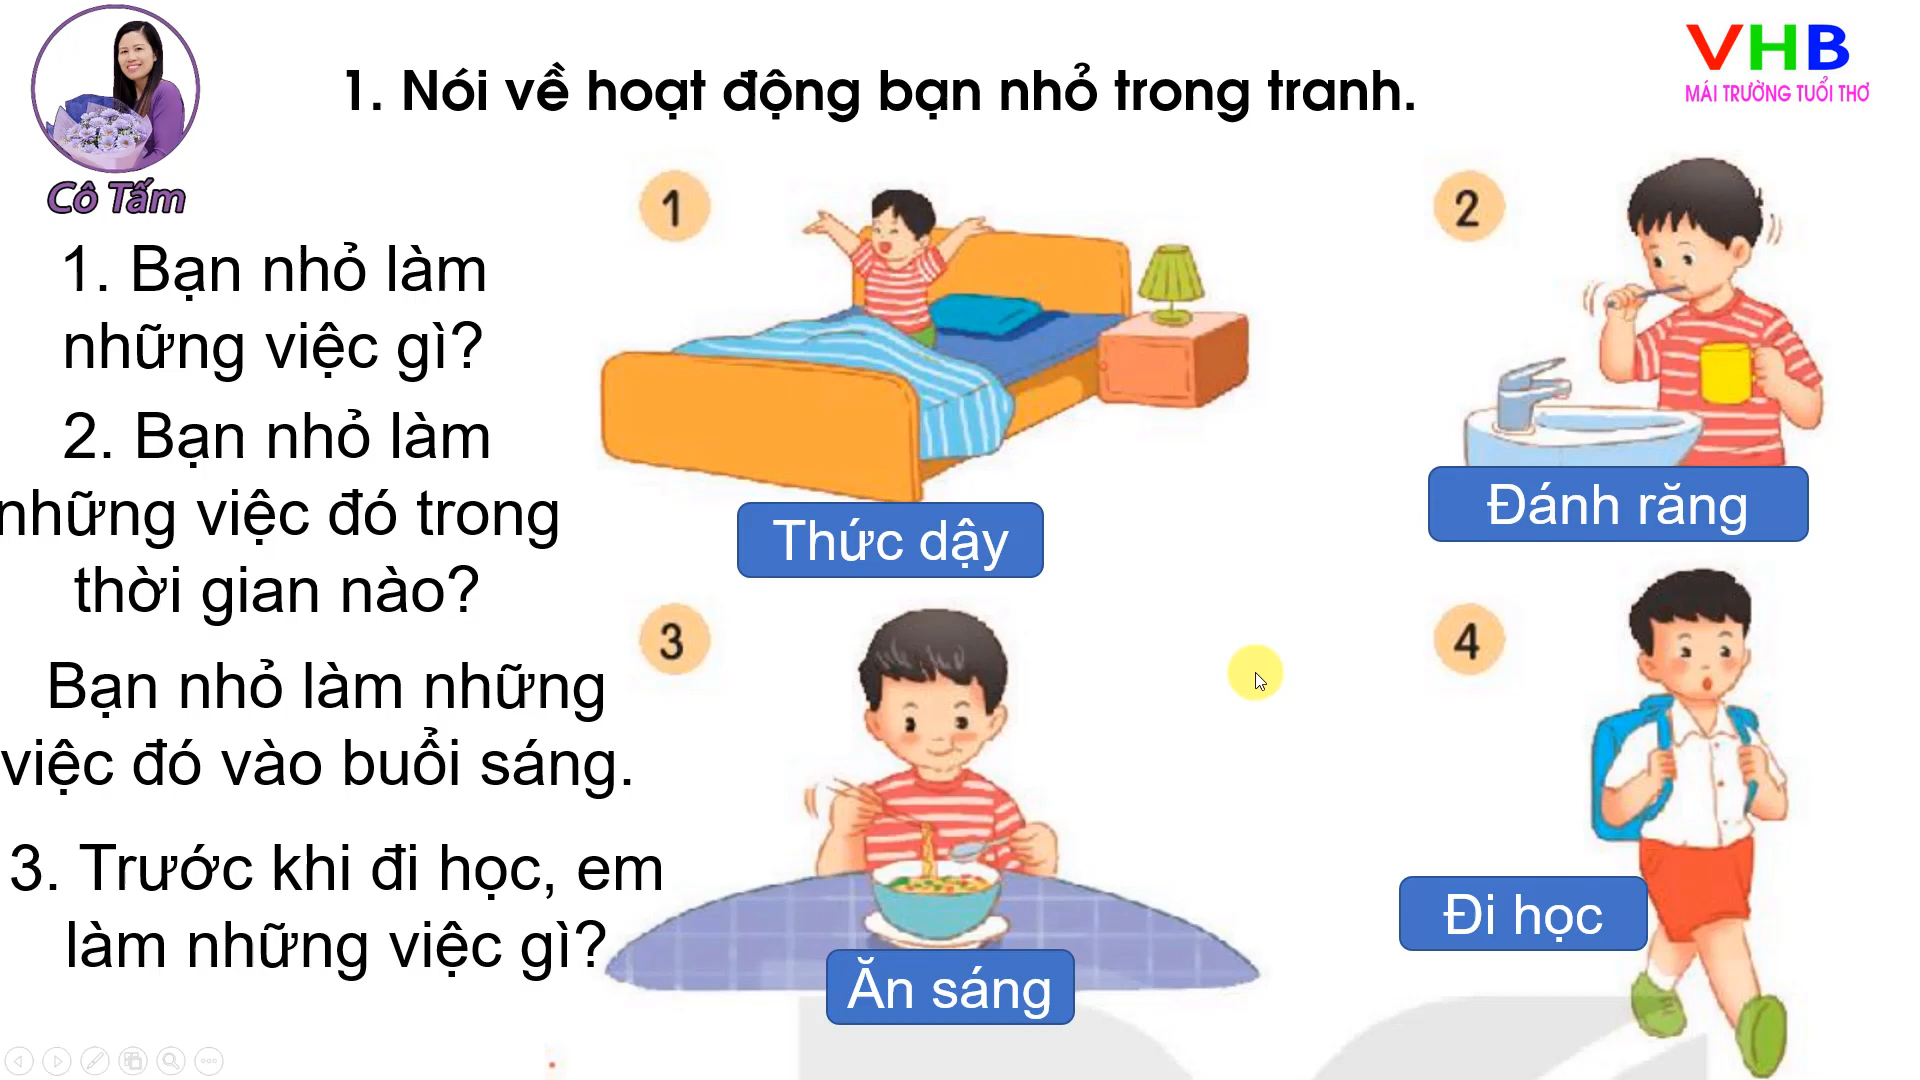 1. Nói về hoạt động bạn nhỏ trong tranh.
VHB
MÁI TRƯỜNG TUỔI THƠ
Cô Tấm
1. Bạn nhỏ làm
những việc gì?
2. Bạn nhỏ làm
những việc đó trong
thời gian nào?
Bạn nhỏ làm những
việc đó vào buổi sáng.
3. Trước khi đi học, em
làm những việc gì?
1
Thức dậy
2
Đánh răng
3
Ăn sáng
4
Đi học